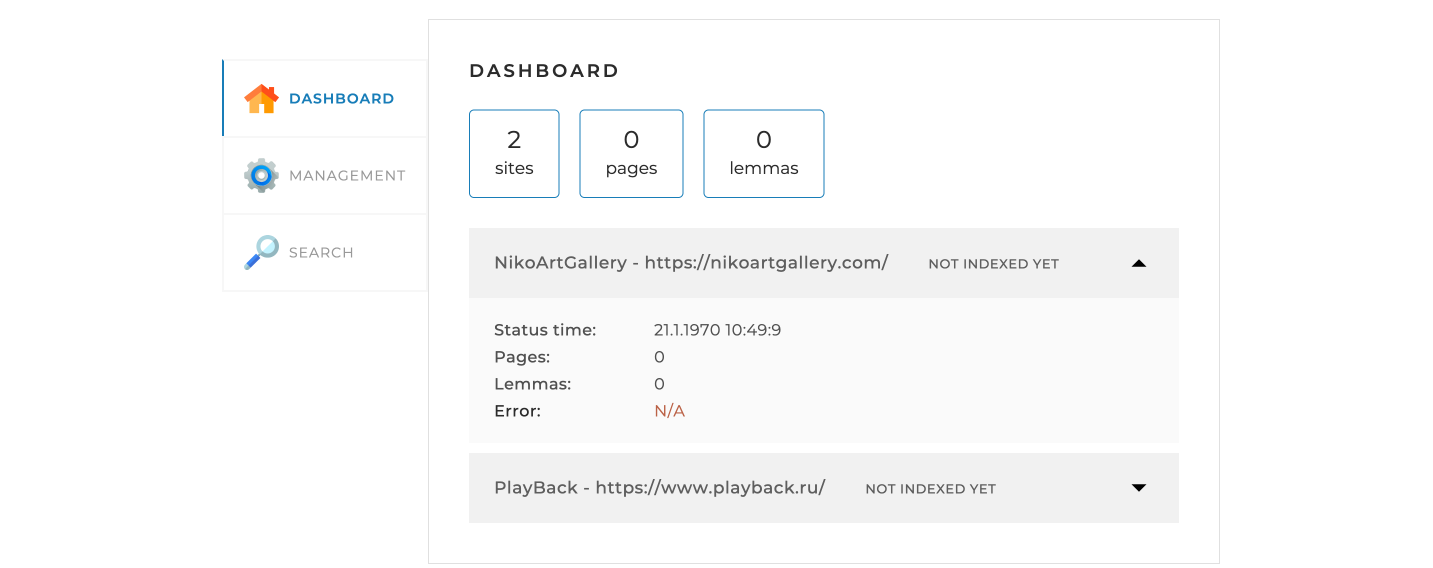 DASHBOARD
MANAGEMENT
SEARCH
DASHBOARD
2
sites
0
pages
0
lemmas
NikoArtGallery - https://nikoartgallery.com/ NOT INDEXED YET
Status time: 21.1.1970 10:49:9
Pages: 0
Lemmas: 0
Error: N/A
PlayBack - https://www.playback.ru/ NOT INDEXED YET